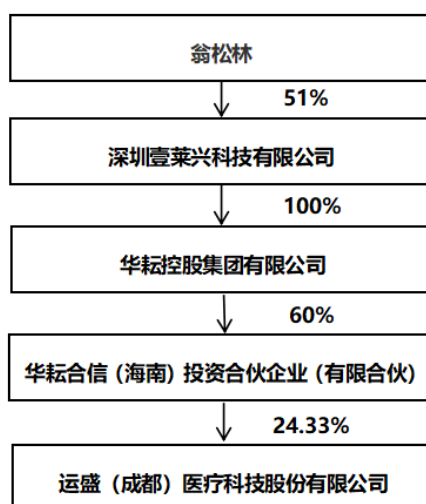 翁松林
51%
深圳壹莱兴科技有限公司
100%
华耘控股集团有限公司
60%
华耘合信（海南）投资合伙企业（有限合伙）
24.33%
运盛（成都）医疗科技股份有限公司